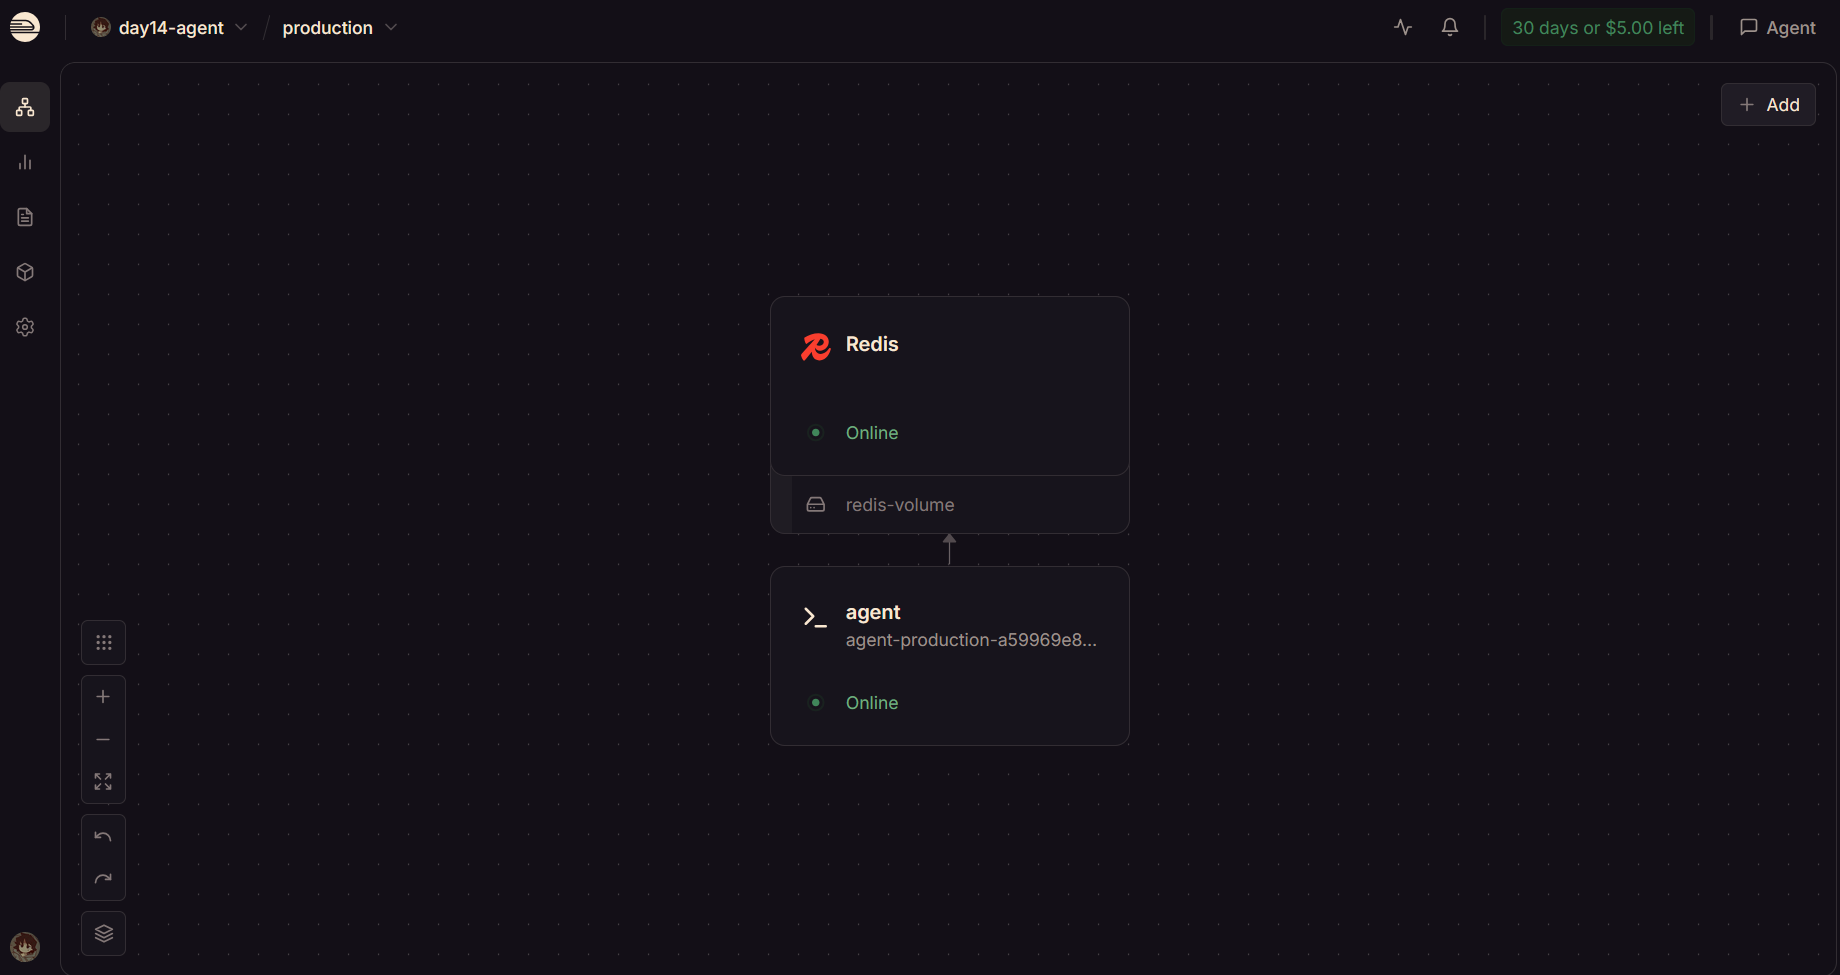 day14-agent
production
30 days or $5.00 left
Agent
Add
Redis
Online
redis-volume
agent
agent-production-a59969e8...
Online